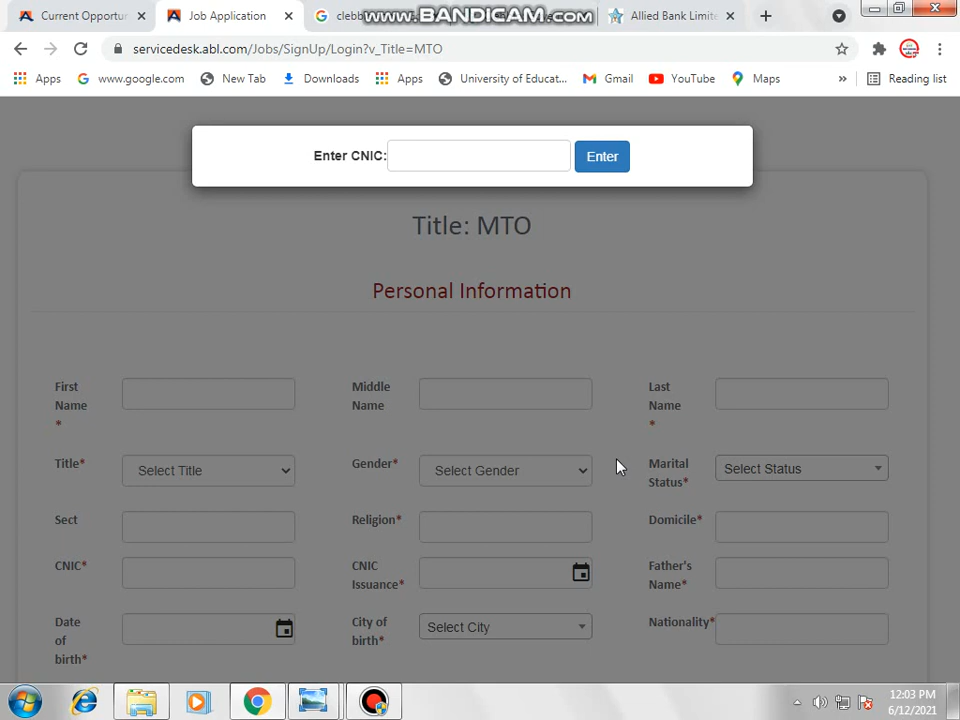 Current Opportu
Job Application
clebb
www.BANDICAM.com
Allied Bank Limite
servicedesk.abl.com/Jobs/SignUp/Login?v_Title=MTO
Apps
www.google.com
New Tab
Downloads
Apps
University of Educat...
Gmail
YouTube
Maps
»
Reading list
Enter CNIC:
Enter
Title: MTO
Personal Information
First
Name
*
Middle
Name
Last
Name
*
Title*
Select Title
Gender*
Select Gender
Marital
Status*
Select Status
Sect
Religion*
Domicile*
CNIC*
CNIC
Issuance*
Father's
Name*
Date
of
birth*
City of
birth*
Select City
Nationality*
12:03 PM
6/12/2021